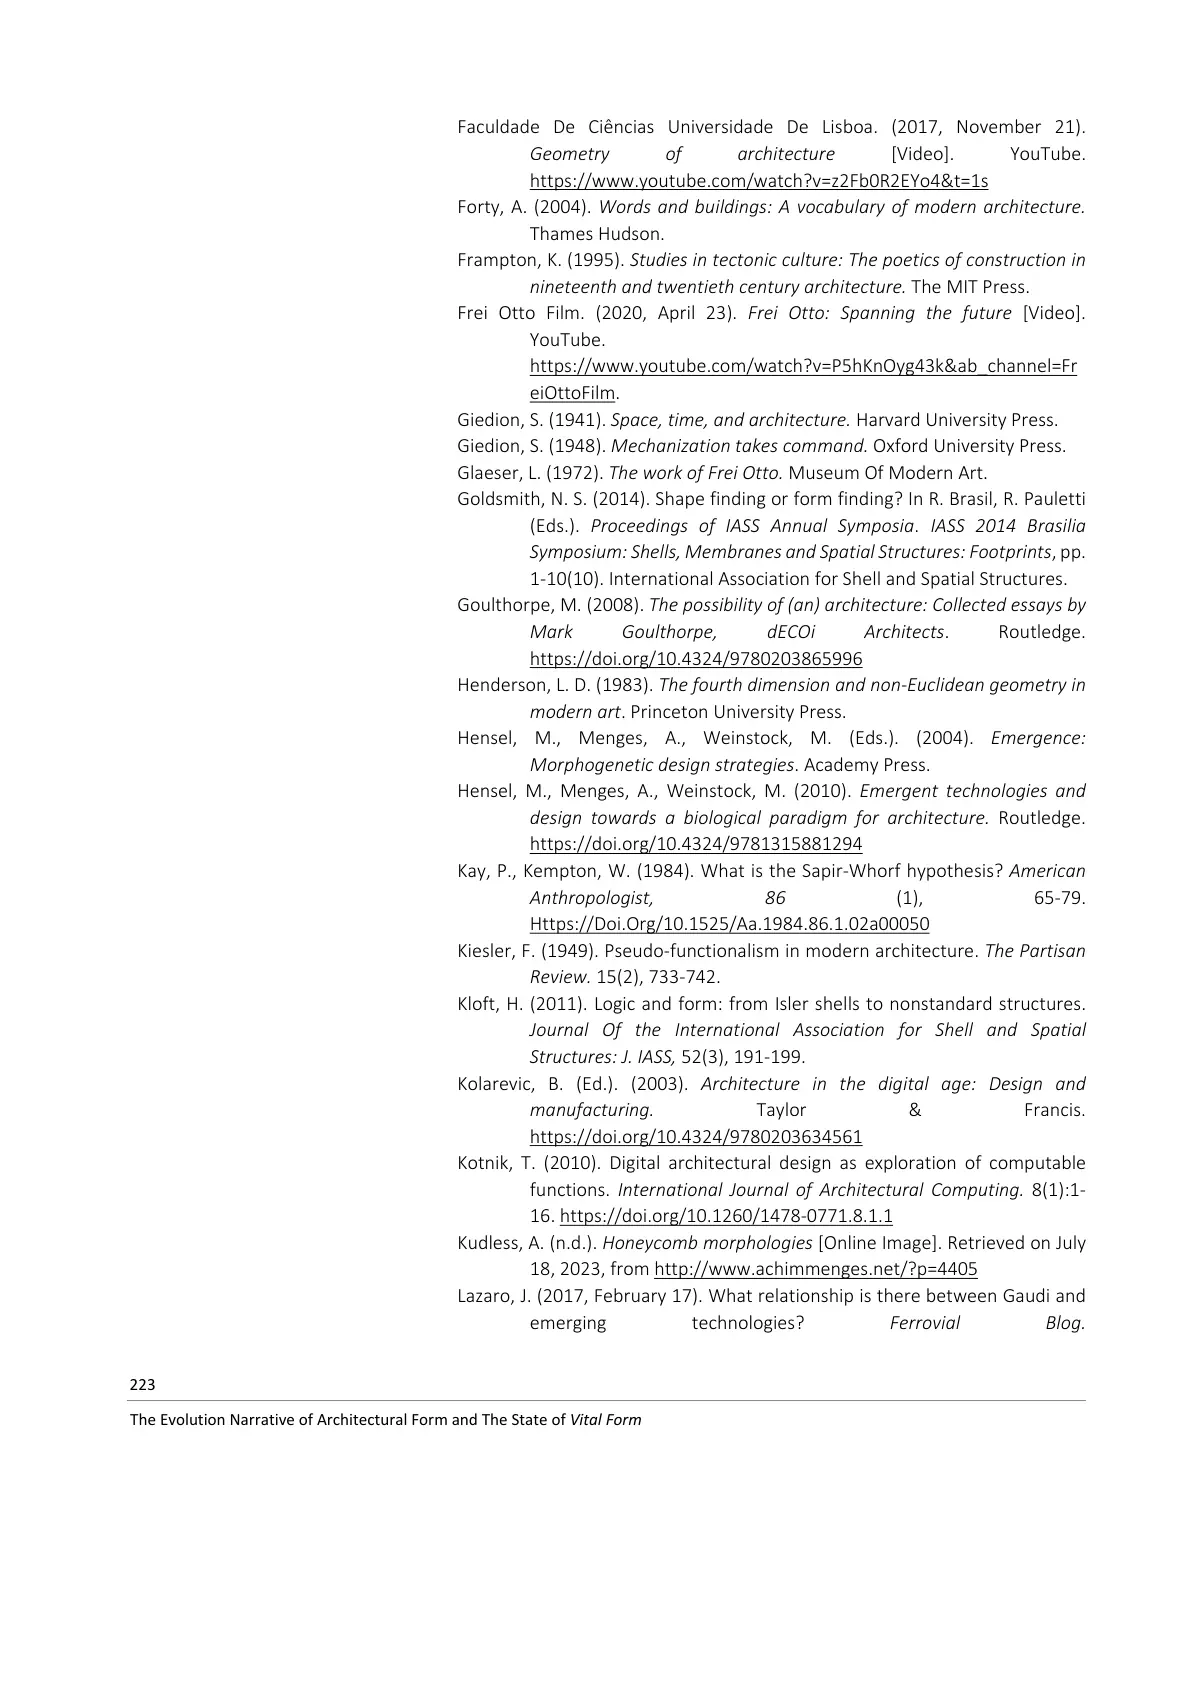 Faculdade De Ciências Universidade De Lisboa. (2017, November 21).
Geometry of architecture [Video]. YouTube.
https://www.youtube.com/watch?v=z2Fb0R2EYo4&t=1s
Forty, A. (2004). Words and buildings: A vocabulary of modern architecture.
Thames Hudson.
Frampton, K. (1995). Studies in tectonic culture: The poetics of construction in
nineteenth and twentieth century architecture. The MIT Press.
Frei Otto Film. (2020, April 23). Frei Otto: Spanning the future [Video].
YouTube.
https://www.youtube.com/watch?v=P5hKnOyg43k&ab_channel=Fr
eiOttoFilm.
Giedion, S. (1941). Space, time, and architecture. Harvard University Press.
Giedion, S. (1948). Mechanization takes command. Oxford University Press.
Glaeser, L. (1972). The work of Frei Otto. Museum Of Modern Art.
Goldsmith, N. S. (2014). Shape finding or form finding? In R. Brasil, R. Pauletti
(Eds.). Proceedings of IASS Annual Symposia. IASS 2014 Brasilia
Symposium: Shells, Membranes and Spatial Structures: Footprints, pp.
1-10(10). International Association for Shell and Spatial Structures.
Goulthorpe, M. (2008). The possibility of (an) architecture: Collected essays by
Mark Goulthorpe, dECOi Architects. Routledge.
https://doi.org/10.4324/9780203865996
Henderson, L. D. (1983). The fourth dimension and non-Euclidean geometry in
modern art. Princeton University Press.
Hensel, M., Menges, A., Weinstock, M. (Eds.). (2004). Emergence:
Morphogenetic design strategies. Academy Press.
Hensel, M., Menges, A., Weinstock, M. (2010). Emergent technologies and
design towards a biological paradigm for architecture. Routledge.
https://doi.org/10.4324/9781315881294
Kay, P., Kempton, W. (1984). What is the Sapir-Whorf hypothesis? American
Anthropologist, 86 (1), 65-79.
Https://Doi.Org/10.1525/Aa.1984.86.1.02a00050
Kiesler, F. (1949). Pseudo-functionalism in modern architecture. The Partisan
Review. 15(2), 733-742.
Kloft, H. (2011). Logic and form: from Isler shells to nonstandard structures.
Journal Of the International Association for Shell and Spatial
Structures: J. IASS, 52(3), 191-199.
Kolarevic, B. (Ed.). (2003). Architecture in the digital age: Design and
manufacturing. Taylor & Francis.
https://doi.org/10.4324/9780203634561
Kotnik, T. (2010). Digital architectural design as exploration of computable
functions. International Journal of Architectural Computing. 8(1):1-
16. https://doi.org/10.1260/1478-0771.8.1.1
Kudless, A. (n.d.). Honeycomb morphologies [Online Image]. Retrieved on July
18, 2023, from http://www.achimmenges.net/?p=4405
Lazaro, J. (2017, February 17). What relationship is there between Gaudi and
emerging technologies? Ferrovial Blog.
223
The Evolution Narrative of Architectural Form and The State of Vital Form